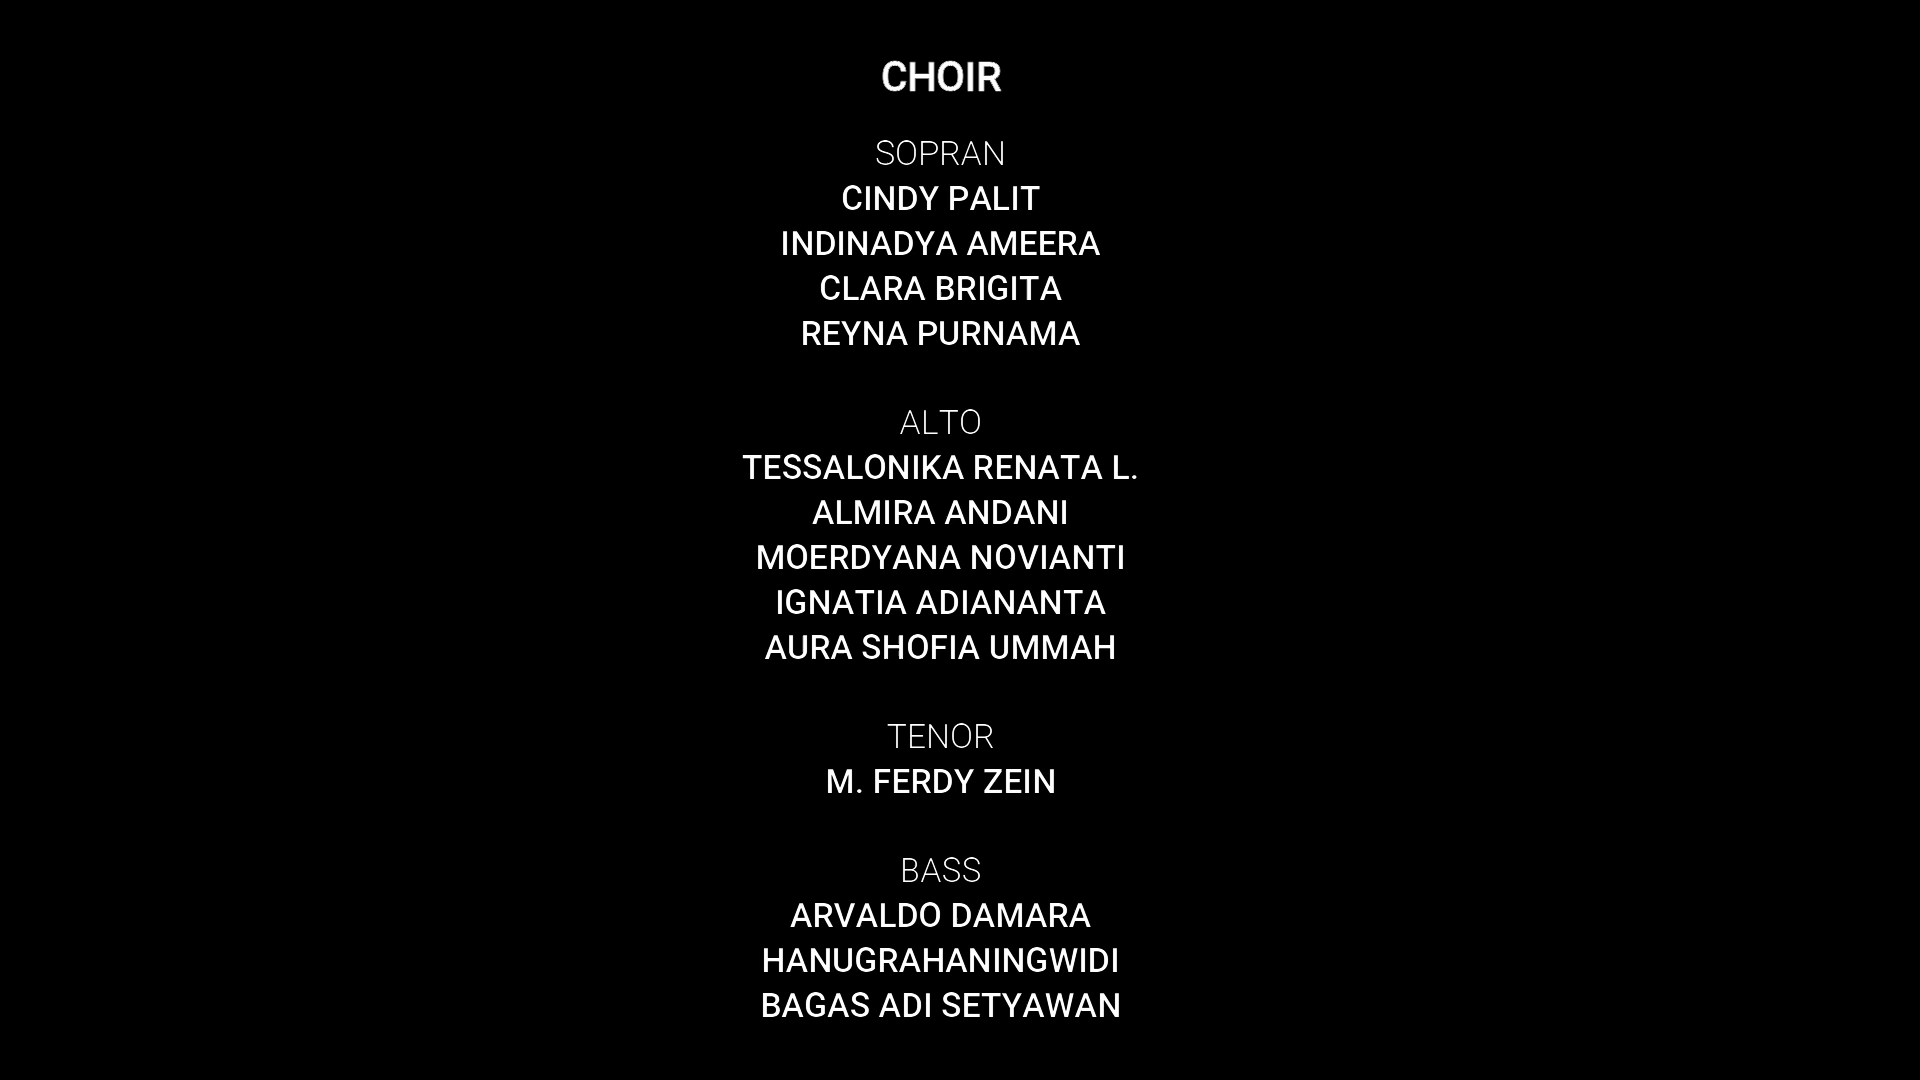 CHOIR
SOPRAN
CINDY PALIT
INDINADYA AMEERA
CLARA BRIGITA
REYNA PURNAMA
ALTO
TESSALONIKA RENATA L.
ALMIRA ANDANI
MOERDYANA NOVIANTI
IGNATIA ADIANANTA
AURA SHOFIA UMMAH
TENOR
M. FERDY ZEIN
BASS
ARVALDO DAMARA
HANUGRAHANINGWIDI
BAGAS ADI SETYAWAN